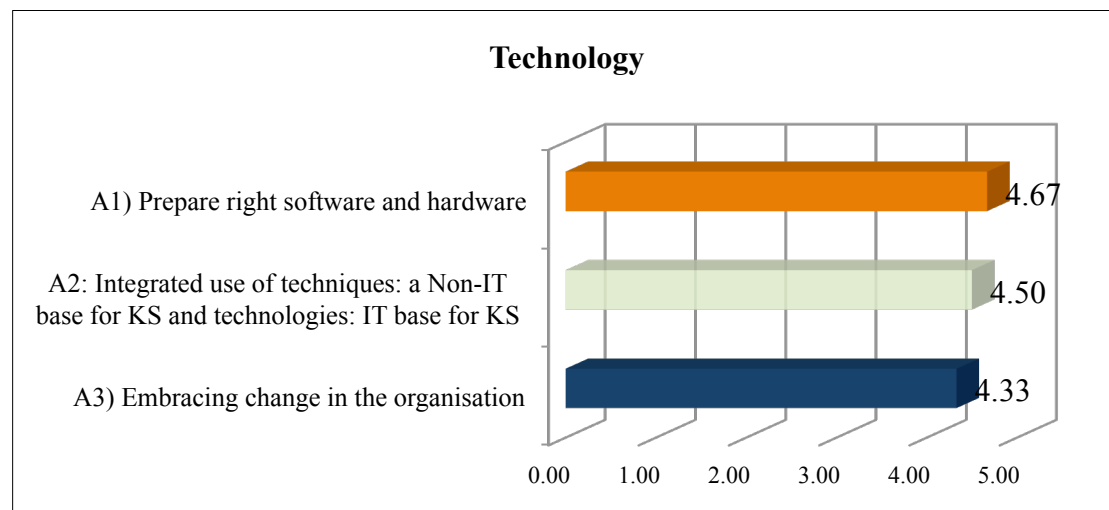 Technology
A1) Prepare right software and hardware
4.67
A2: Integrated use of techniques: a Non-IT
base for KS and technologies: IT base for KS
4.50
A3) Embracing change in the organisation
4.33
0.00 1.00 2.00 3.00 4.00 5.00